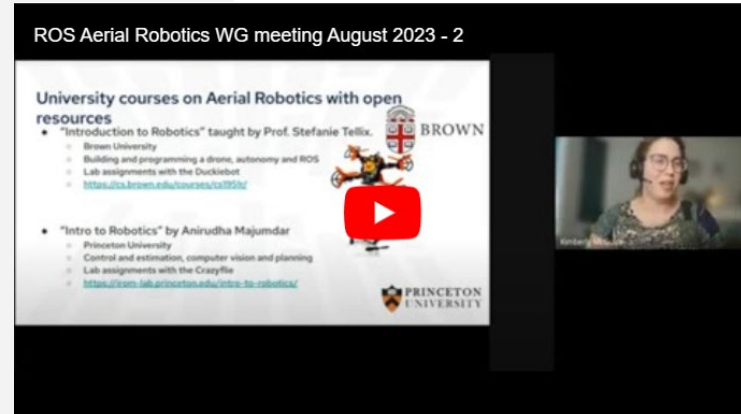 ROS Aerial Robotics WG meeting August 2023 - 2
University courses on Aerial Robotics with open
resources
BROWN
"Introduction to Robotics" taught by Prof. Stefanie Tellix.
Brown University
Building and programming a drone, autonomy and ROS
Lab assignments with the Duckiebot
https://cs.brown.edu/courses/cs195r/
"Intro to Robotics" by Anirudha Majumdar
Princeton University
Control and estimation, computer vision and planning
Lab assignments with the Crazyflie
https://irom-lab.princeton.edu/intro-to-robotics/
PRINCETON
UNIVERSITY
Kimberly